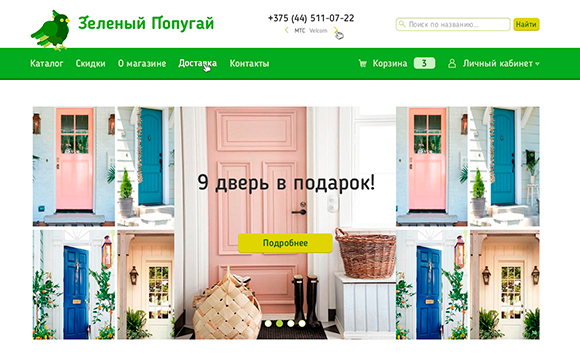 Зеленый Попугай
+375 (44) 511-07-22
МТС Velcom
Поиск по названию...
Найти
Каталог Скидки О магазине Доставка Контакты
Корзина 3 Личный кабинет
9 дверь в подарок!
Подробнее